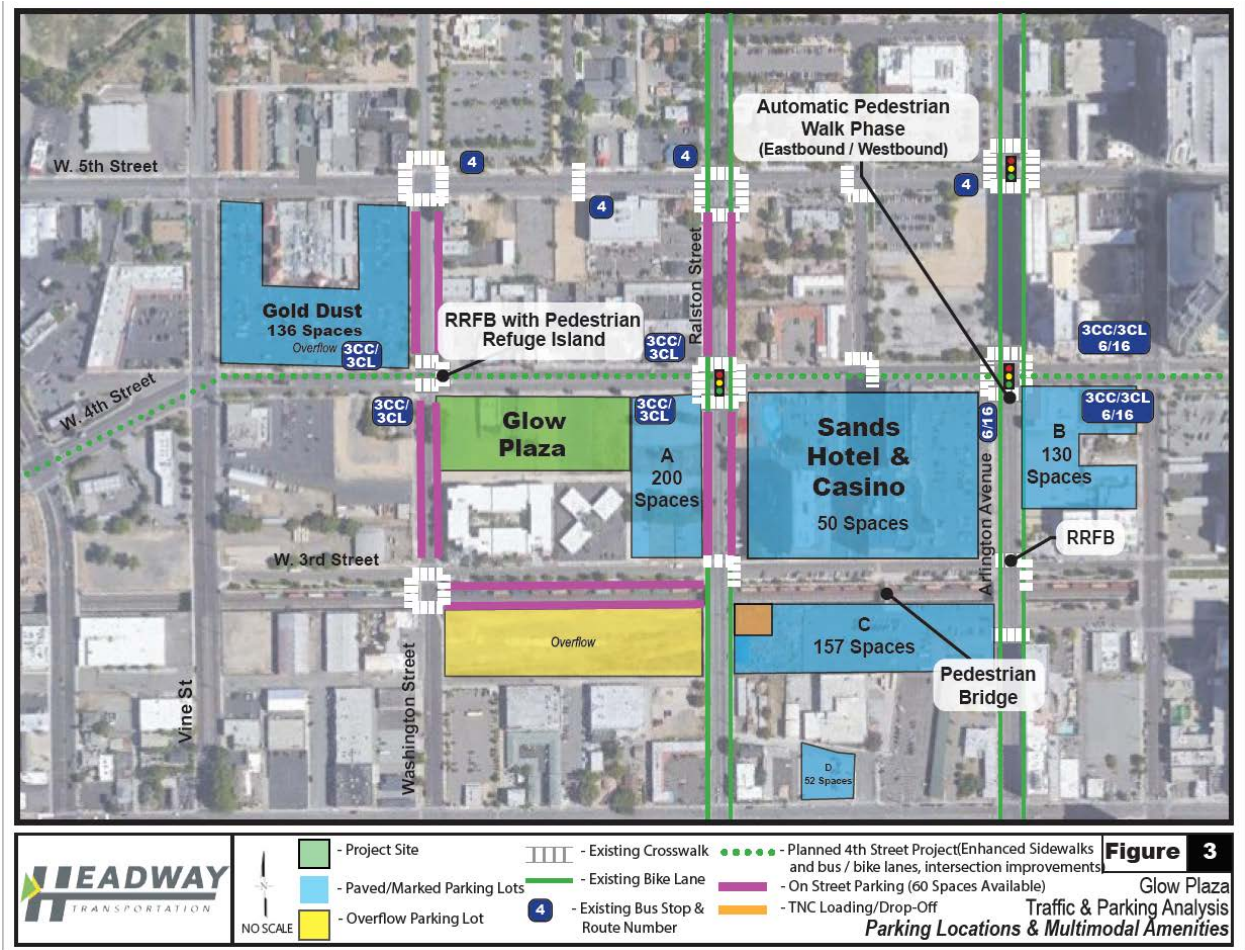 Automatic Pedestrian
Walk Phase
(Eastbound / Westbound)
W. 5th Street
4
4
4
4
Ralston Street
Gold Dust
136 Spaces
Overflow
3CC/
3CL
RRFB with Pedestrian
Refuge Island
3CC/
3CL
3CC/3CL
6/16
W. 4th Street
3CC/
3CL
Glow
Plaza
3CC/
3CL
A
200
Spaces
Sands
Hotel &
Casino
50 Spaces
6/16
Arlington Avenue
3CC/3CL
6/16
B
130
Spaces
RRFB
W. 3rd Street
Overflow
C
157 Spaces
Pedestrian
Bridge
Vine St
Washington Street
D
52 Spaces
HEADWAY
TRANSPORTATION
N
NO SCALE
- Project Site
- Paved/Marked Parking Lots
- Overflow Parking Lot
- Existing Crosswalk
- Existing Bike Lane
4
- Existing Bus Stop &
Route Number
- Planned 4th Street Project(Enhanced Sidewalks
and bus / bike lanes, intersection improvements)
- On Street Parking (60 Spaces Available)
- TNC Loading/Drop-Off
Figure 3
Glow Plaza
Traffic & Parking Analysis
Parking Locations & Multimodal Amenities